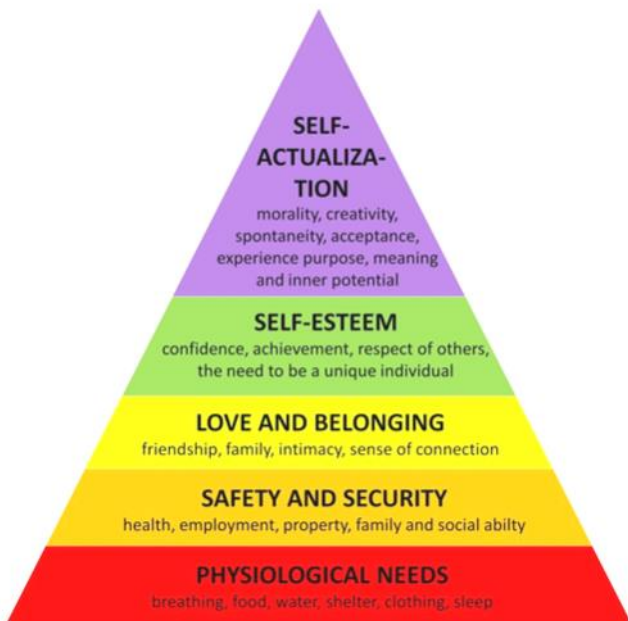 SELF-
ACTUALIZA-
TION
morality, creativity,
spontaneity, acceptance,
experience purpose, meaning
and inner potential
SELF-ESTEEM
confidence, achievement, respect of others,
the need to be a unique individual
LOVE AND BELONGING
friendship, family, intimacy, sense of connection
SAFETY AND SECURITY
health, employment, property, family and social abilty
PHYSIOLOGICAL NEEDS
breathing, food, water, shelter, clothing, sleep